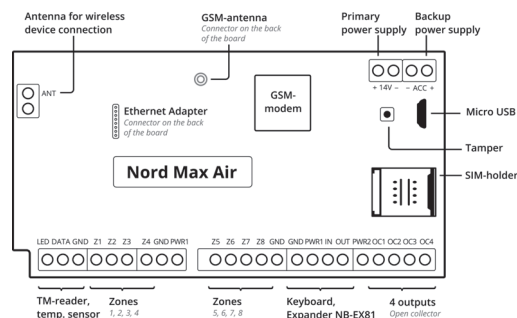 Antenna for wireless
device connection
GSM-antenna
Connector on the back
of the board
Primary
power supply
Backup
power supply
ANT
+ 14V –
– ACC +
GSM-
modem
Micro USB
Ethernet Adapter
Connector on the back
of the board
Tamper
Nord Max Air
SIM-holder
LED DATA GND Z1 Z2 Z3 Z4 GND PWR1
Z5 Z6 Z7 Z8 GND GND PWR1 IN OUT PWR2 OC1 OC2 OC3 OC4
TM-reader,
temp. sensor
Zones
1, 2, 3, 4
Zones
5, 6, 7, 8
Keyboard,
Expander NB-EX81
4 outputs
Open collector